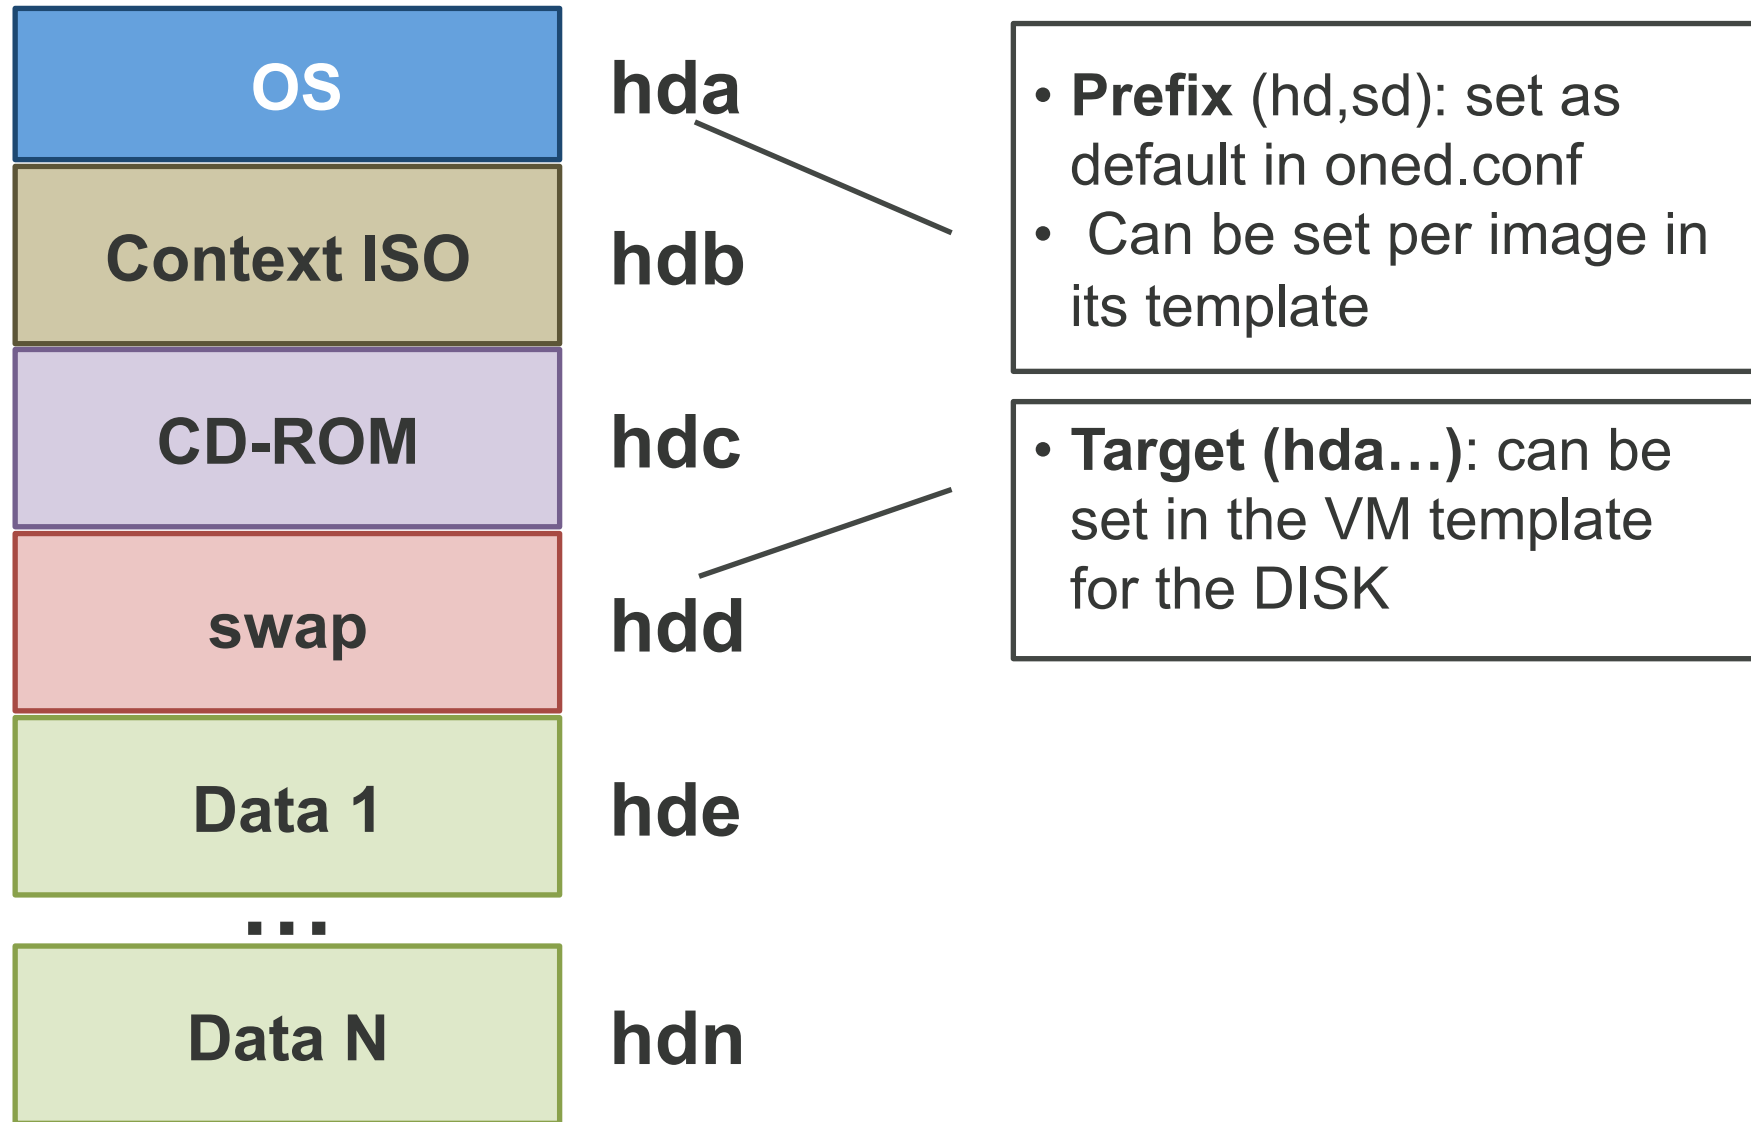 OS
hda
Context ISO
hdb
CD-ROM
hdc
swap
hdd
Data 1
hde
...
Data N
hdn
• Prefix (hd,sd): set as
default in oned.conf
• Can be set per image in
its template
• Target (hda…): can be
set in the VM template
for the DISK